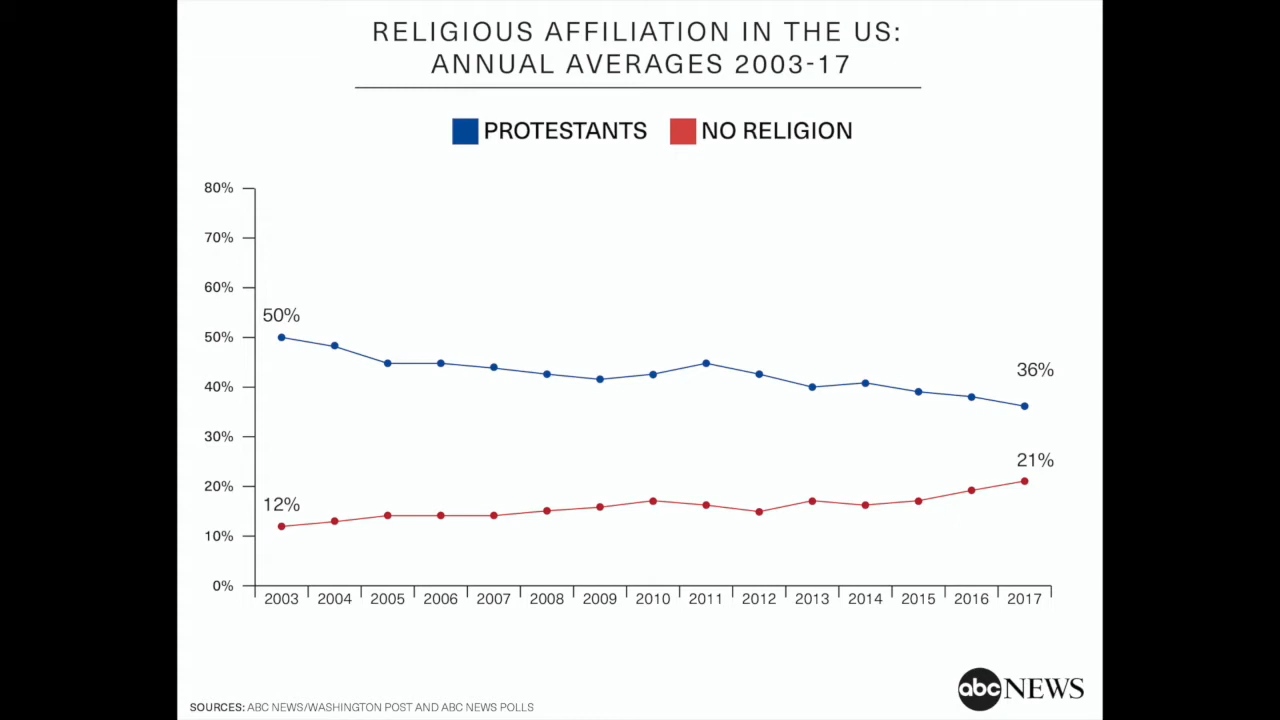 RELIGIOUS AFFILIATION IN THE US:
ANNUAL AVERAGES 2003-17
PROTESTANTS NO RELIGION
80%
70%
60%
50%
40%
30%
20%
10%
0%
50%
36%
21%
12%
2003 2004 2005 2006 2007 2008 2009 2010 2011 2012 2013 2014 2015 2016 2017
abc NEWS
SOURCES: ABC NEWS/WASHINGTON POST AND ABC NEWS POLLS